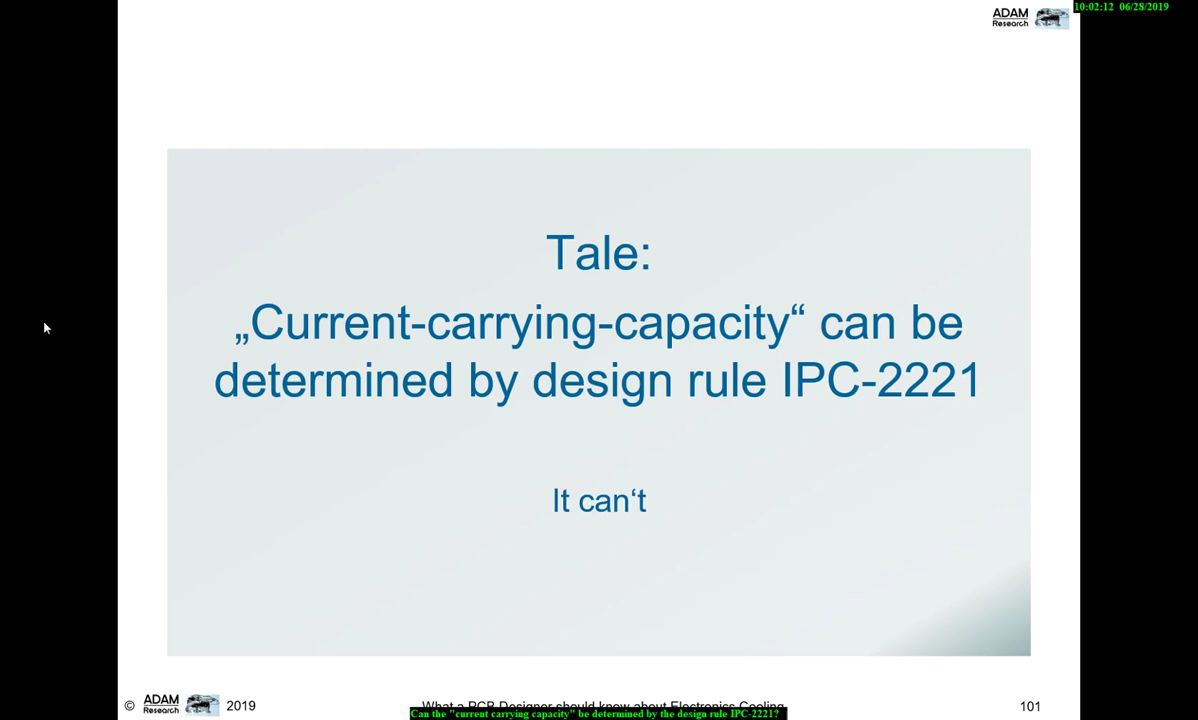 ADAM
Research
10:02:12 06/28/2019
Tale:
„Current-carrying-capacity“ can be
determined by design rule IPC-2221
It can‘t
©
ADAM
Research
2019
What a PCB Designer should know about Electronics Cooling
Can the "current carrying capacity" be determined by the design rule IPC-2221?
101